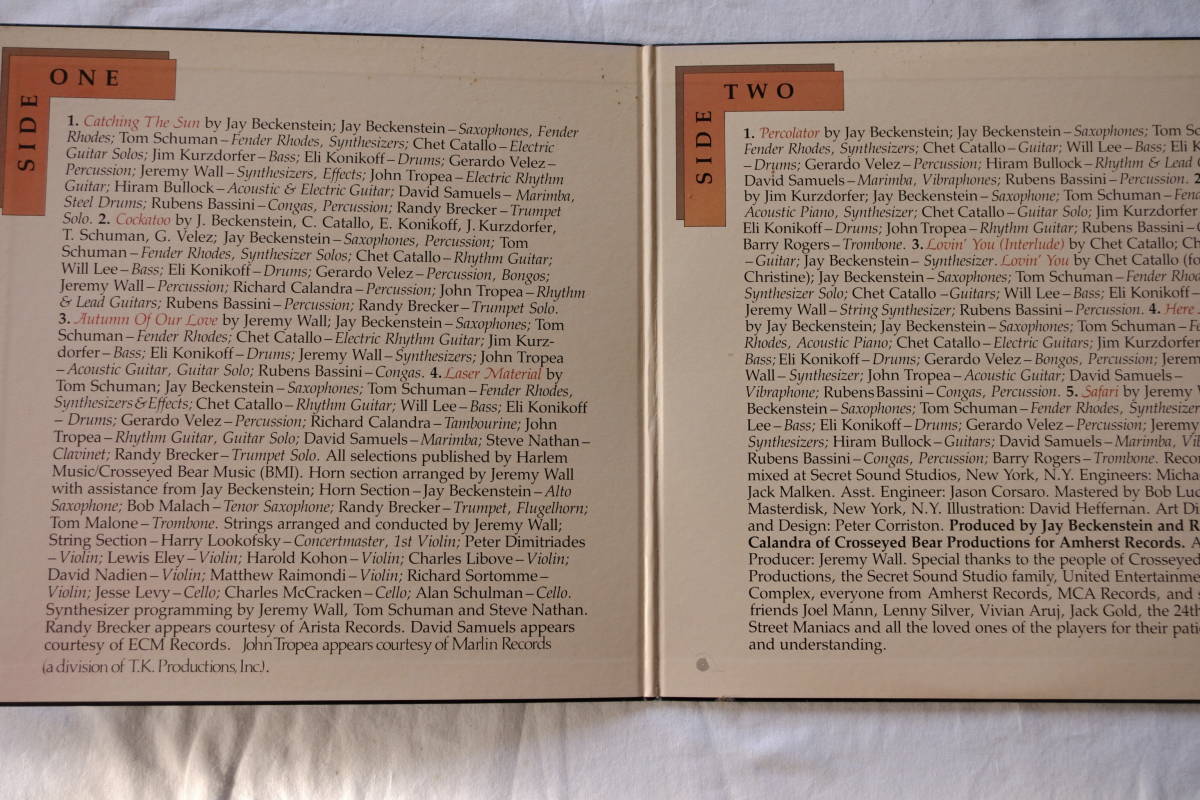 SIDE ONE
1. Catching The Sun by Jay Beckenstein; Jay Beckenstein – Saxophones, Fender
Rhodes; Tom Schuman – Fender Rhodes, Synthesizers; Chet Catallo – Electric
Guitar Solos; Jim Kurzdorfer – Bass; Eli Konikoff – Drums; Gerardo Velez –
Percussion; Jeremy Wall – Synthesizers, Effects; John Tropea – Electric Rhythm
Guitar; Hiram Bullock – Acoustic & Electric Guitar; David Samuels – Marimba,
Steel Drums; Rubens Bassini – Congas, Percussion; Randy Brecker – Trumpet
Solo. 2. Cockatoo by J. Beckenstein, C. Catallo, E. Konikoff, J. Kurzdorfer,
T. Schuman, G. Velez; Jay Beckenstein – Saxophones, Percussion; Tom
Schuman – Fender Rhodes, Synthesizer Solos; Chet Catallo – Rhythm Guitar;
Will Lee – Bass; Eli Konikoff – Drums; Gerardo Velez – Percussion, Bongos;
Jeremy Wall – Percussion; Richard Calandra – Percussion; John Tropea – Rhythm
& Lead Guitars; Rubens Bassini – Percussion; Randy Brecker – Trumpet Solo.
3. Autumn Of Our Love by Jeremy Wall; Jay Beckenstein – Saxophones; Tom
Schuman – Fender Rhodes; Chet Catallo – Electric Rhythm Guitar; Jim Kurz-
dorfer – Bass; Eli Konikoff – Drums; Jeremy Wall – Synthesizers; John Tropea
– Acoustic Guitar, Guitar Solo; Rubens Bassini – Congas. 4. Laser Material by
Tom Schuman; Jay Beckenstein – Saxophones; Tom Schuman – Fender Rhodes,
Synthesizers & Effects; Chet Catallo – Rhythm Guitar; Will Lee – Bass; Eli Konikoff
– Drums; Gerardo Velez – Percussion; Richard Calandra – Tambourine; John
Tropea – Rhythm Guitar, Guitar Solo; David Samuels – Marimba; Steve Nathan –
Clavinet; Randy Brecker – Trumpet Solo. All selections published by Harlem
Music/Crosseyed Bear Music (BMI). Horn section arranged by Jeremy Wall
with assistance from Jay Beckenstein; Horn Section – Jay Beckenstein – Alto
Saxophone; Bob Malach – Tenor Saxophone; Randy Brecker – Trumpet, Flugelhorn;
Tom Malone – Trombone. Strings arranged and conducted by Jeremy Wall;
String Section – Harry Lookofsky – Concertmaster, 1st Violin; Peter Dimitriades
– Violin; Lewis Eley – Violin; Harold Kohon – Violin; Charles Libove – Violin;
David Nadien – Violin; Matthew Raimondi – Violin; Richard Sortomme –
Violin; Jesse Levy – Cello; Charles McCracken – Cello; Alan Schulman – Cello.
Synthesizer programming by Jeremy Wall, Tom Schuman and Steve Nathan.
Randy Brecker appears courtesy of Arista Records. David Samuels appears
courtesy of ECM Records. John Tropea appears courtesy of Marlin Records
(a division of T.K. Productions, Inc.).
SIDE TWO
1. Percolator by Jay Beckenstein; Jay Beckenstein – Saxophones; Tom Sc
Fender Rhodes, Synthesizers; Chet Catallo – Guitar; Will Lee – Bass; Eli K
– Drums; Gerardo Velez – Percussion; Hiram Bullock – Rhythm & Lead G
David Samuels – Marimba, Vibraphones; Rubens Bassini – Percussion. 2
by Jim Kurzdorfer; Jay Beckenstein – Saxophone; Tom Schuman – Fend
Acoustic Piano, Synthesizer; Chet Catallo – Guitar Solo; Jim Kurzdorfer
Eli Konikoff – Drums; John Tropea – Rhythm Guitar; Rubens Bassini – C
Barry Rogers – Trombone. 3. Lovin' You (Interlude) by Chet Catallo; Ch
– Guitar; Jay Beckenstein – Synthesizer. Lovin' You by Chet Catallo (fo
Christine); Jay Beckenstein – Saxophones; Tom Schuman – Fender Rhod
Synthesizer Solo; Chet Catallo – Guitars; Will Lee – Bass; Eli Konikoff –
Jeremy Wall – String Synthesizer; Rubens Bassini – Percussion. 4. Here
by Jay Beckenstein; Jay Beckenstein – Saxophones; Tom Schuman – F
Rhodes, Acoustic Piano; Chet Catallo – Electric Guitars; Jim Kurzdorfer
Bass; Eli Konikoff – Drums; Gerardo Velez – Bongos, Percussion; Jerem
Wall – Synthesizer; John Tropea – Acoustic Guitar; David Samuels –
Vibraphone; Rubens Bassini – Congas, Percussion. 5. Safari by Jeremy W
Beckenstein – Saxophones; Tom Schuman – Fender Rhodes, Synthesizer
Lee – Bass; Eli Konikoff – Drums; Gerardo Velez – Percussion; Jeremy
Synthesizers; Hiram Bullock – Guitars; David Samuels – Marimba, Vib
Rubens Bassini – Congas, Percussion; Barry Rogers – Trombone. Recor
mixed at Secret Sound Studios, New York, N.Y. Engineers: Micha
Jack Malken. Asst. Engineer: Jason Corsaro. Mastered by Bob Lud
Masterdisk, New York, N.Y. Illustration: David Heffernan. Art Di
and Design: Peter Corriston. Produced by Jay Beckenstein and R
Calandra of Crosseyed Bear Productions for Amherst Records. A
Producer: Jeremy Wall. Special thanks to the people of Crosseyed
Productions, the Secret Sound Studio family, United Entertainme
Complex, everyone from Amherst Records, MCA Records, and s
friends Joel Mann, Lenny Silver, Vivian Aruj, Jack Gold, the 24th
Street Maniacs and all the loved ones of the players for their pati
and understanding.